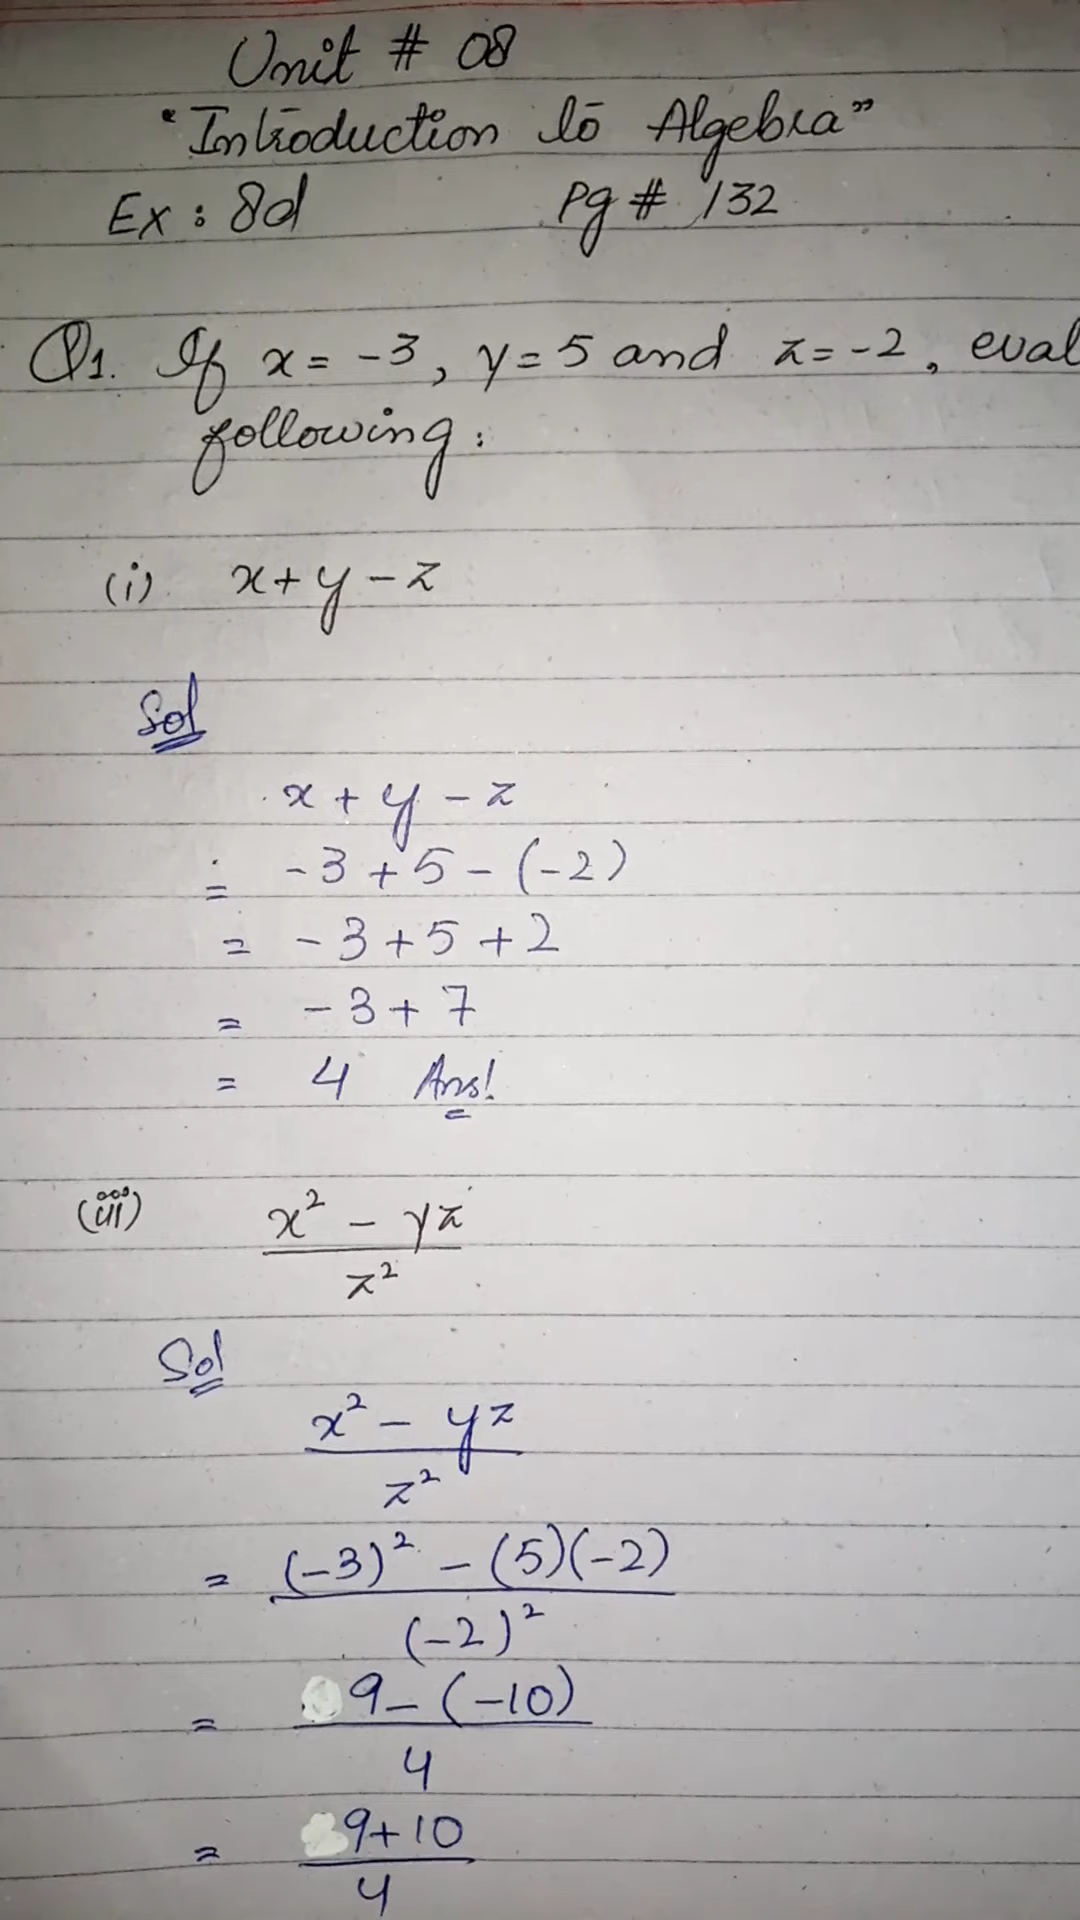 Unit # 08
"Introduction to Algebra"
Ex: 8d Pg # 132
Q1. If x = -3, y = 5 and z = -2, eval
following:
(i) x + y - z
Sol
x + y - z
= -3 + 5 - (-2)
= -3 + 5 + 2
= -3 + 7
= 4 Ans!
(iii) x² - yz
z²
Sol
x² - yz
z²
= (-3)² - (5)(-2)
(-2)²
= 9 - (-10)
4
= 9 + 10
4